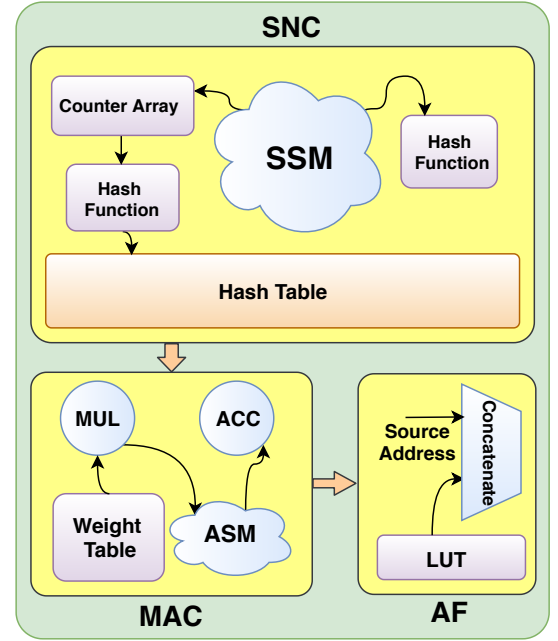 SNC
Counter Array
SSM
Hash
Function
Hash
Function
Hash Table
MUL
ACC
Weight
Table
ASM
MAC
Source
Address
Concatenate
LUT
AF